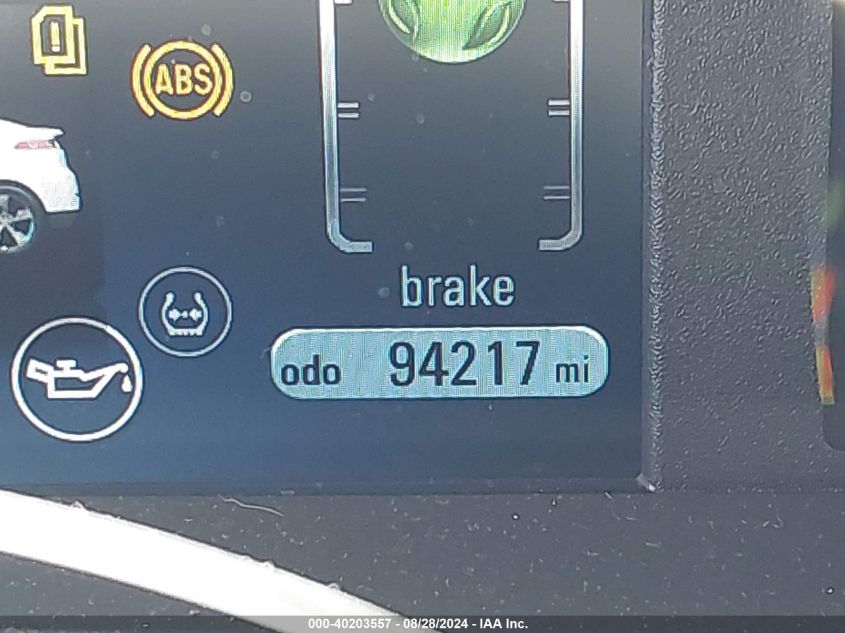 !
ABS
brake
odo 94217 mi
000-40203557 - 08/28/2024 - IAA Inc.